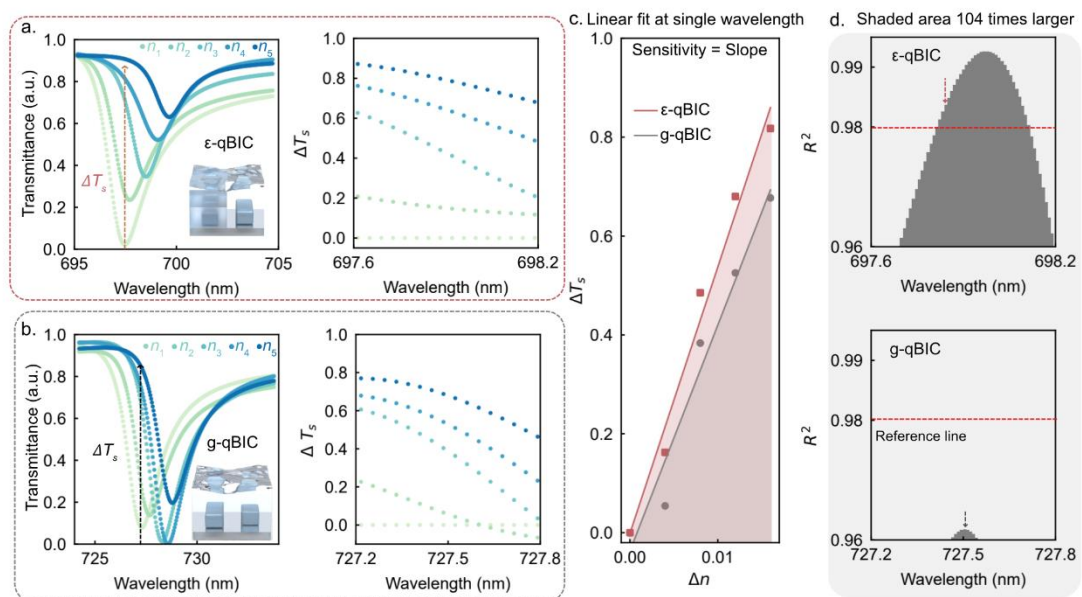 a.
n₁ n₂ n₃ n₄ n₅
Transmittance (a.u.)
1.0
0.8
0.6
0.4
0.2
0.0
ΔTₛ
ε-qBIC
695 700 705
Wavelength (nm)
ΔTₛ
1.0
0.8
0.6
0.4
0.2
0.0
697.6 698.2
Wavelength (nm)
b.
n₁ n₂ n₃ n₄ n₅
Transmittance (a.u.)
1.0
0.8
0.6
0.4
0.2
0.0
ΔTₛ
g-qBIC
725 730
Wavelength (nm)
Δ Tₛ
1.0
0.8
0.6
0.4
0.2
0.0
727.2 727.5 727.8
Wavelength (nm)
c. Linear fit at single wavelength
Sensitivity = Slope
ε-qBIC
g-qBIC
ΔTₛ
0.8
0.6
0.4
0.2
0.0
0.00 0.01
Δn
d. Shaded area 104 times larger
ε-qBIC
R²
0.99
0.98
0.96
697.6 698.2
Wavelength (nm)
g-qBIC
R²
0.99
0.98
Reference line
0.96
727.2 727.5 727.8
Wavelength (nm)